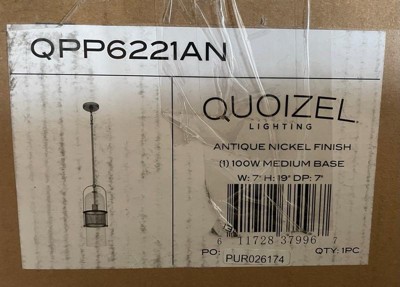 QPP6221AN
QUOIZEL.
LIGHTING
ANTIQUE NICKEL FINISH
(1) 100W MEDIUM BASE
W: 7" H: 19" DP: 7"
6 11728 37996 7
PO: PUR026174 QTY: 1PC